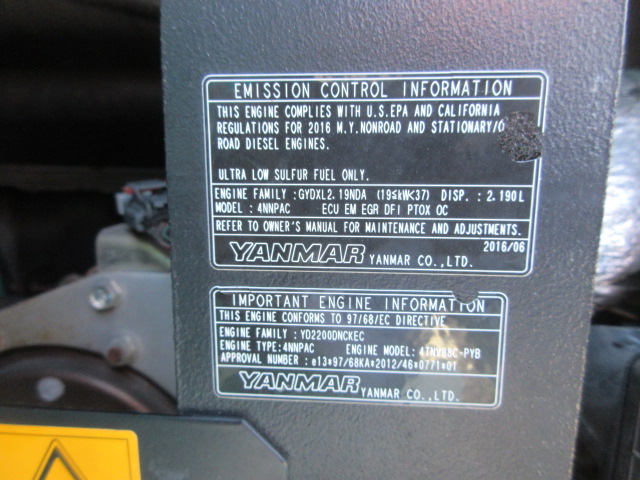 EMISSION CONTROL INFORMATION
THIS ENGINE COMPLIES WITH U.S.EPA AND CALIFORNIA
REGULATIONS FOR 2016 M.Y.NONROAD AND STATIONARY/O
ROAD DIESEL ENGINES.
ULTRA LOW SULFUR FUEL ONLY.
ENGINE FAMILY :GYDXL2.19NDA (19≤kW<37) DISP. : 2.190L
MODEL : 4NNPAC ECU EM EGR DFI PTOX OC
REFER TO OWNER'S MANUAL FOR MAINTENANCE AND ADJUSTMENTS.
2016/06
YANMAR YANMAR CO.,LTD.
IMPORTANT ENGINE INFORMATION
THIS ENGINE CONFORMS TO 97/68/EC DIRECTIVE
ENGINE FAMILY : YD2200DNCKEC
ENGINE TYPE:4NNPAC ENGINE MODEL: 4TNV88C-PYB
APPROVAL NUMBER : e13*97/68KA*2012/46*0771*01
YANMAR YANMAR CO.,LTD.